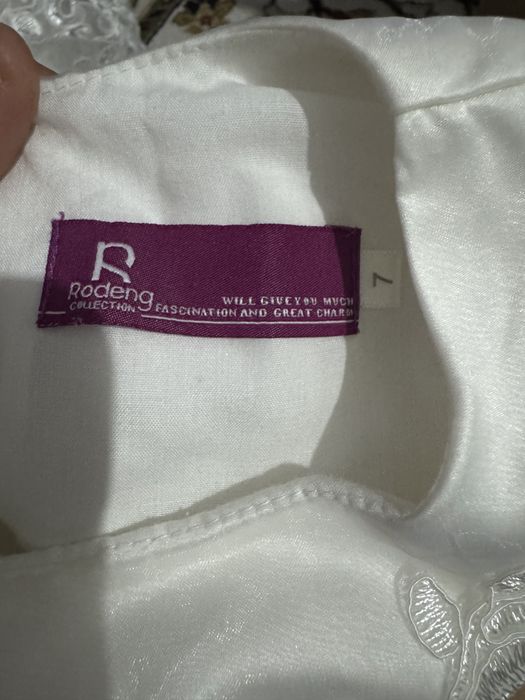 R
Rodeng
COLLECTION
WILL GIVE YOU MUCH
FASCINATION AND GREAT CHARM
7